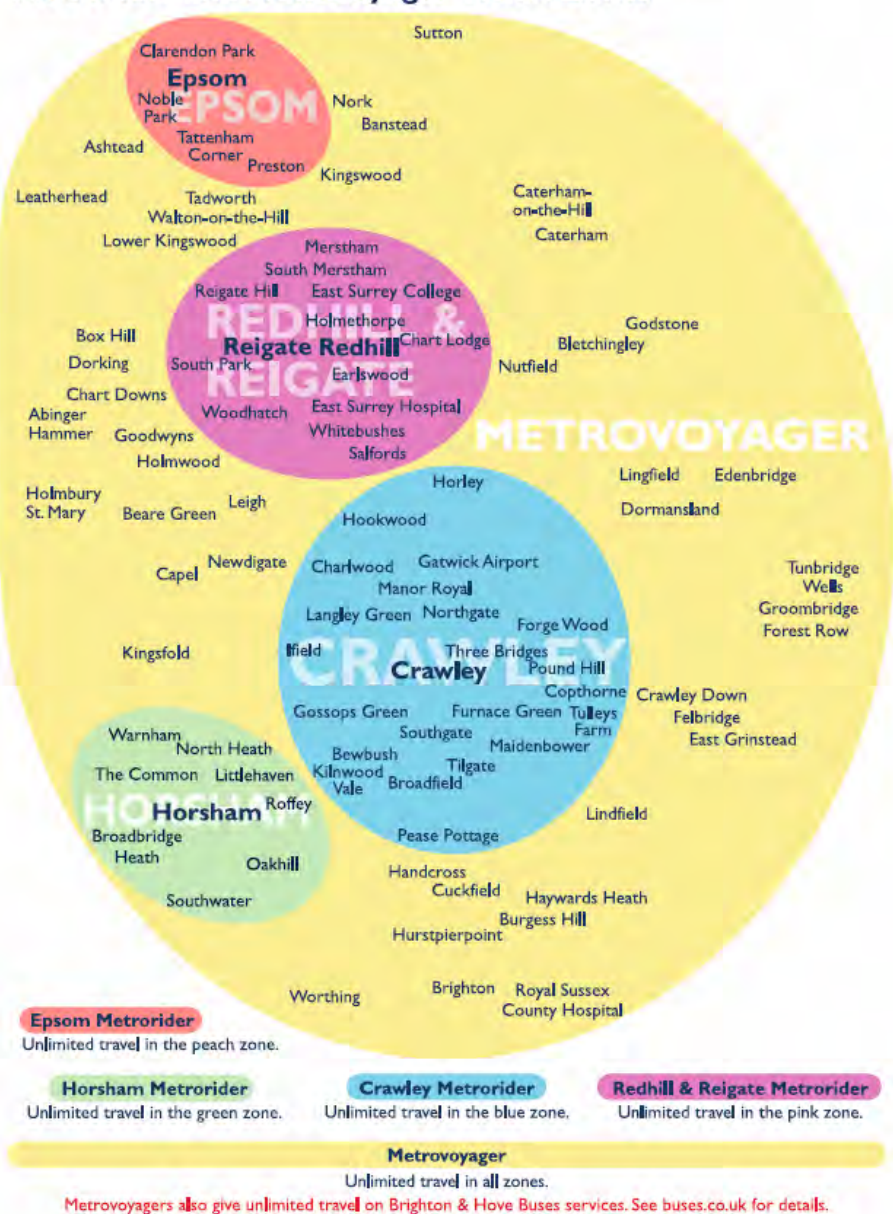 Sutton
Clarendon Park
Epsom
EPSOM
Noble
Park
Nork
Banstead
Tattenham
Corner
Ashtead
Preston
Kingswood
Leatherhead
Tadworth
Caterham-
on-the-Hill
Walton-on-the-Hill
Lower Kingswood
Caterham
Merstham
South Merstham
Reigate Hill
East Surrey College
REDHILL &
REIGATE
Holmethorpe
Reigate Redhill
Chart Lodge
Box Hill
Godstone
Bletchingley
Dorking
South Park
Earlswood
Nutfield
Chart Downs
Abinger
Hammer
Woodhatch
East Surrey Hospital
METROVOYAGER
Goodwyns
Whitebushes
Holmwood
Salfords
Horley
Lingfield
Edenbridge
Holmbury
St. Mary
Leigh
Beare Green
Hookwood
Dormansland
Newdigate
Capel
Charlwood
Gatwick Airport
Tunbridge
Wells
Manor Royal
Groombridge
Langley Green
Northgate
Forge Wood
Forest Row
Kingsfold
Ifield
Three Bridges
CRAWLEY
Crawley
Pound Hill
Copthorne
Crawley Down
Gossops Green
Furnace Green
Tulleys
Farm
Felbridge
Southgate
East Grinstead
Warnham
North Heath
Maidenbower
Bewbush
The Common
Littlehaven
Kilnwood
Vale
Tilgate
Broadfield
HORSHAM
Horsham
Roffey
Lindfield
Broadbridge
Heath
Pease Pottage
Oakhill
Handcross
Cuckfield
Southwater
Haywards Heath
Burgess Hill
Hurstpierpoint
Worthing
Brighton
Royal Sussex
County Hospital
Epsom Metrorider
Unlimited travel in the peach zone.
Horsham Metrorider
Unlimited travel in the green zone.
Crawley Metrorider
Unlimited travel in the blue zone.
Redhill & Reigate Metrorider
Unlimited travel in the pink zone.
Metrovoyager
Unlimited travel in all zones.
Metrovoyagers also give unlimited travel on Brighton & Hove Buses services. See buses.co.uk for details.